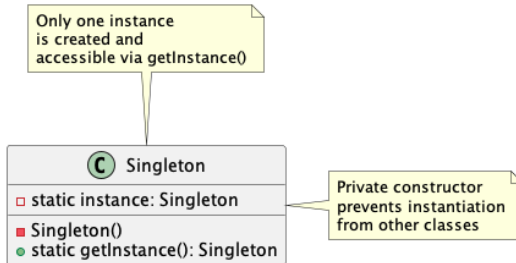 Only one instance
is created and
accessible via getInstance()
C Singleton
static instance: Singleton
Singleton()
static getInstance(): Singleton
Private constructor
prevents instantiation
from other classes